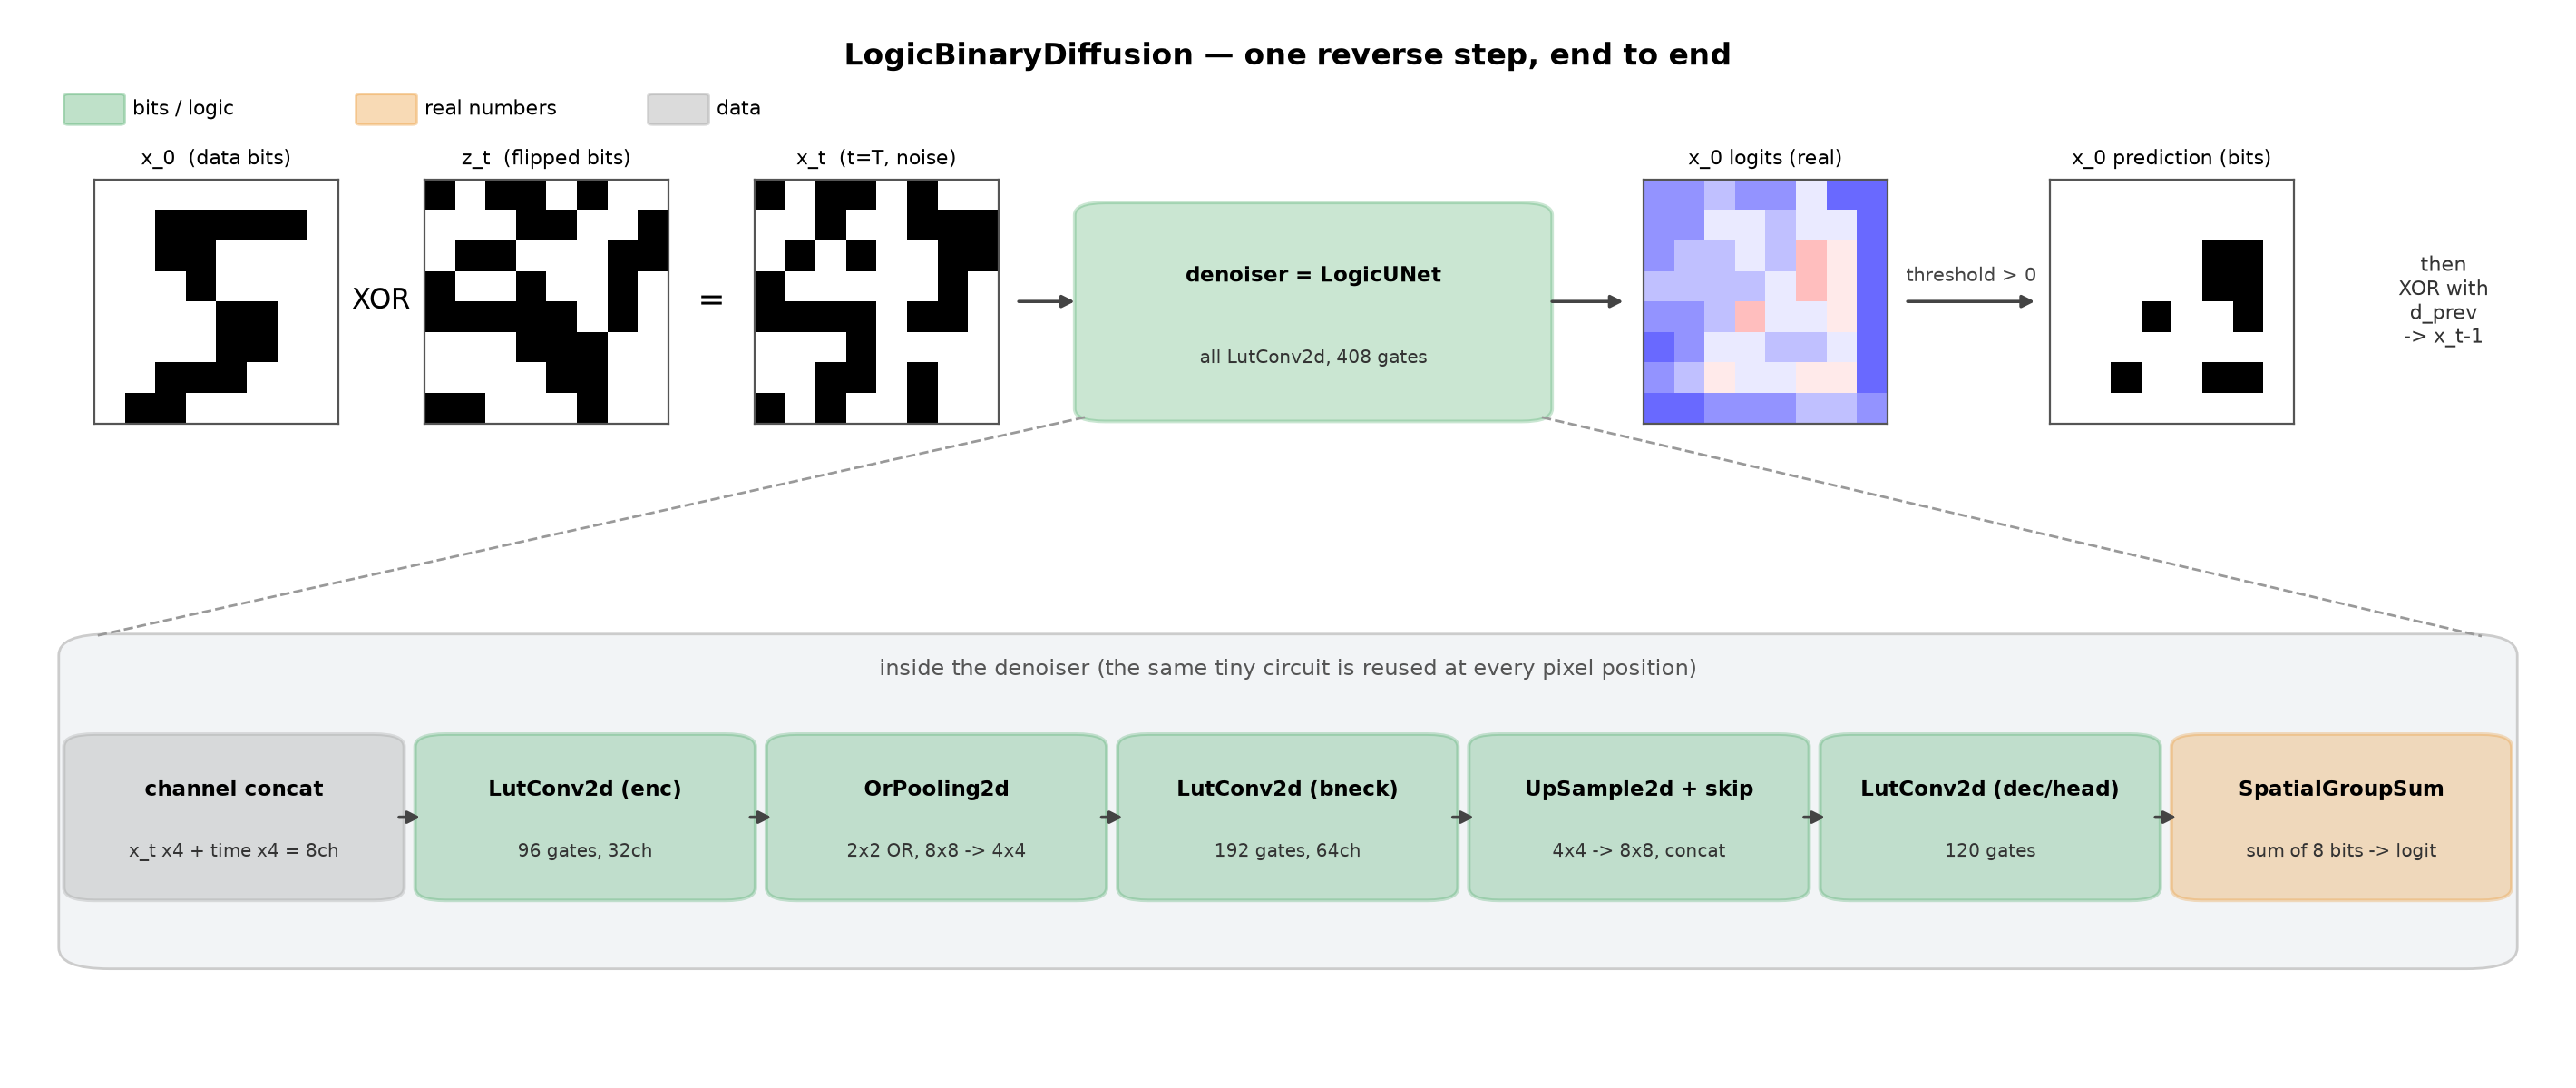 LogicBinaryDiffusion — one reverse step, end to end
bits / logic
real numbers
data
x_0  (data bits)
z_t  (flipped bits)
x_t  (t=T, noise)
x_0 logits (real)
x_0 prediction (bits)
XOR
=
denoiser = LogicUNet
all LutConv2d, 408 gates
threshold > 0
then
XOR with
d_prev
-> x_t-1
inside the denoiser (the same tiny circuit is reused at every pixel position)
channel concat
x_t x4 + time x4 = 8ch
LutConv2d (enc)
96 gates, 32ch
OrPooling2d
2x2 OR, 8x8 -> 4x4
LutConv2d (bneck)
192 gates, 64ch
UpSample2d + skip
4x4 -> 8x8, concat
LutConv2d (dec/head)
120 gates
SpatialGroupSum
sum of 8 bits -> logit